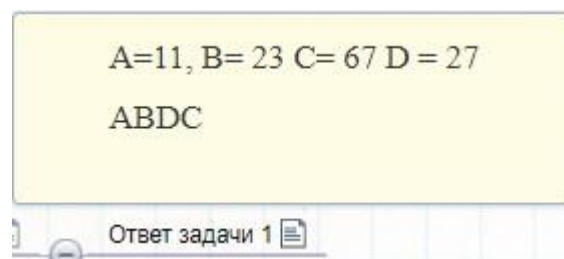 A=11, B= 23 C= 67 D = 27
ABDC
Ответ задачи 1